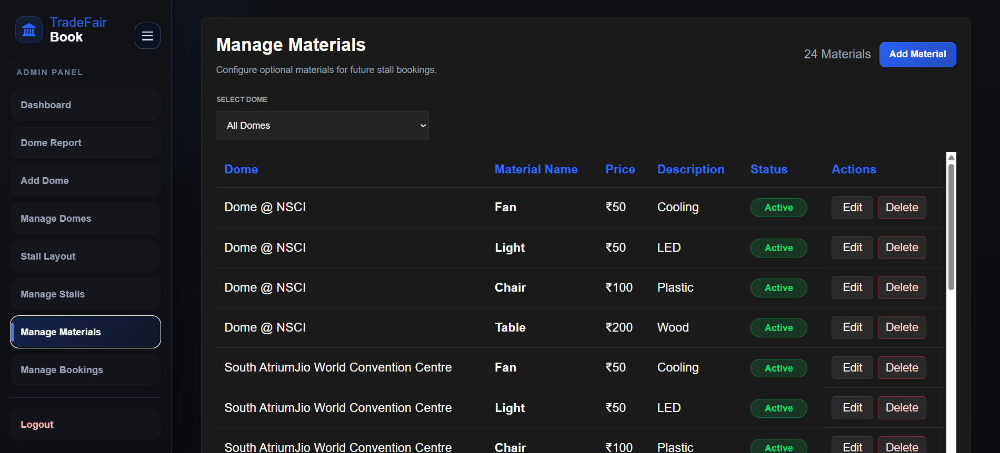 TradeFair
Book
ADMIN PANEL
Dashboard
Dome Report
Add Dome
Manage Domes
Stall Layout
Manage Stalls
Manage Materials
Manage Bookings
Logout
Manage Materials
Configure optional materials for future stall bookings.
24 Materials
Add Material
SELECT DOME
All Domes
Dome Material Name Price Description Status Actions
Dome @ NSCI Fan ₹50 Cooling Active Edit Delete
Dome @ NSCI Light ₹50 LED Active Edit Delete
Dome @ NSCI Chair ₹100 Plastic Active Edit Delete
Dome @ NSCI Table ₹200 Wood Active Edit Delete
South AtriumJio World Convention Centre Fan ₹50 Cooling Active Edit Delete
South AtriumJio World Convention Centre Light ₹50 LED Active Edit Delete
South AtriumJio World Convention Centre Chair ₹100 Plastic Active Edit Delete